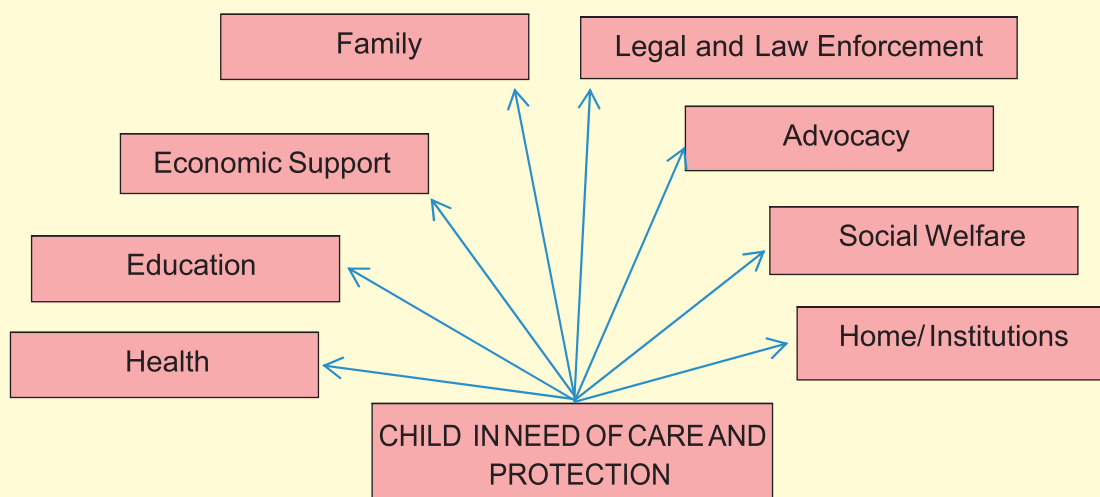 Family
Legal and Law Enforcement
Advocacy
Economic Support
Social Welfare
Education
Home/ Institutions
Health
CHILD IN NEED OF CARE AND
PROTECTION